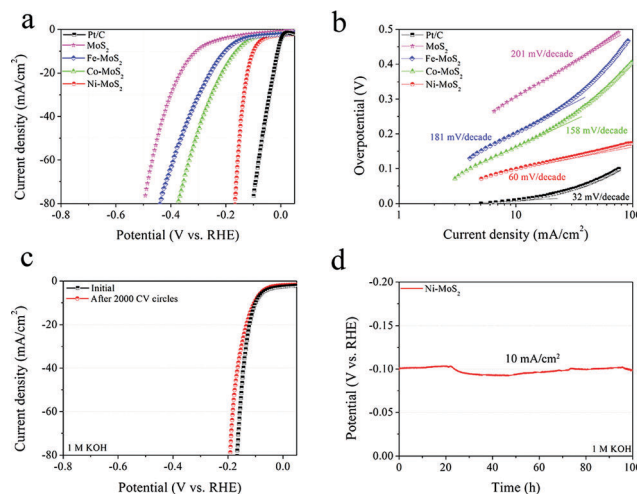 a
Pt/C
MoS₂
Fe-MoS₂
Co-MoS₂
Ni-MoS₂
Current density (mA/cm²)
0
-20
-40
-60
-80
-0.8
-0.6
-0.4
-0.2
0.0
Potential (V vs. RHE)
b
Pt/C
MoS₂
Fe-MoS₂
Co-MoS₂
Ni-MoS₂
201 mV/decade
181 mV/decade
158 mV/decade
60 mV/decade
32 mV/decade
Overpotential (V)
0.5
0.4
0.3
0.2
0.1
0.0
1
10
100
Current density (mA/cm²)
c
Initial
After 2000 CV circles
1 M KOH
Current density (mA/cm²)
0
-20
-40
-60
-80
-0.8
-0.6
-0.4
-0.2
0.0
Potential (V vs. RHE)
d
Ni-MoS₂
10 mA/cm²
1 M KOH
Potential (V vs. RHE)
-0.20
-0.15
-0.10
-0.05
0.00
0
20
40
60
80
100
Time (h)